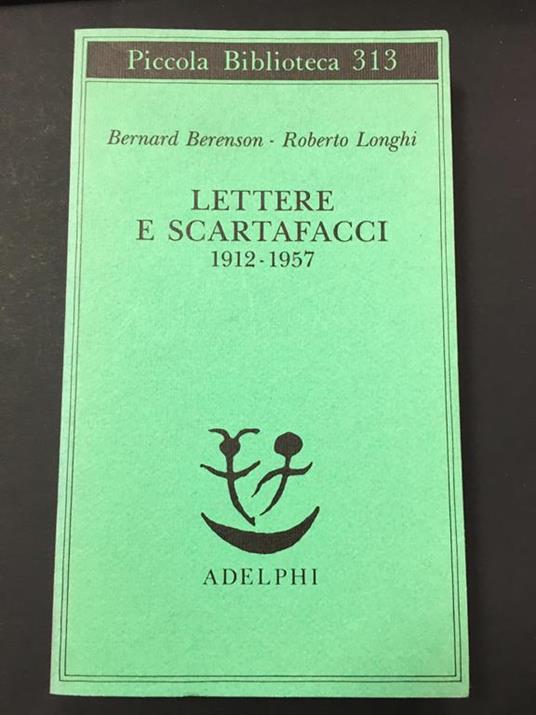 Piccola Biblioteca 313
Bernard Berenson - Roberto Longhi
LETTERE
E SCARTAFACCI
1912-1957
ADELPHI